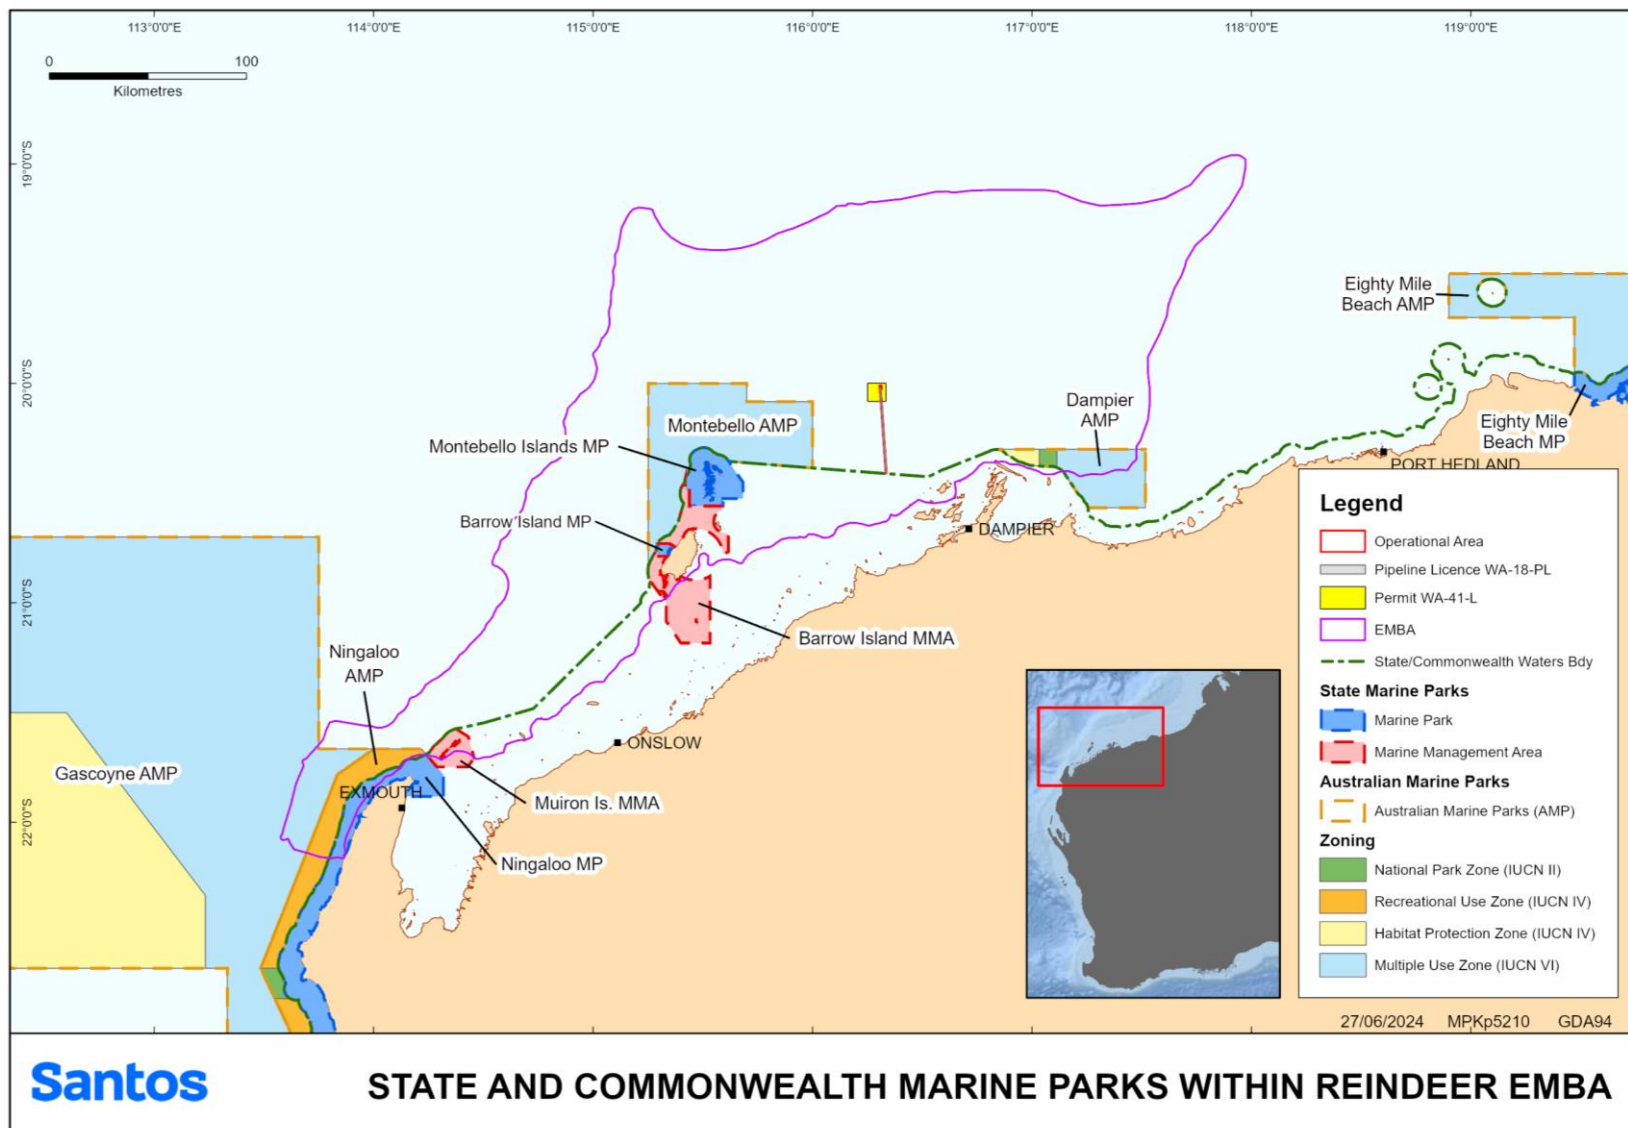 113°0'0"E
114°0'0"E
115°0'0"E
116°0'0"E
117°0'0"E
118°0'0"E
119°0'0"E
0
100
Kilometres
19°0'0"S
20°0'0"S
21°0'0"S
22°0'0"S
Eighty Mile
Beach AMP
Dampier
AMP
Montebello AMP
Montebello Islands MP
Eighty Mile
Beach MP
PORT HEDLAND
Barrow Island MP
DAMPIER
Barrow Island MMA
Ningaloo
AMP
ONSLOW
Gascoyne AMP
EXMOUTH
Muiron Is. MMA
Ningaloo MP
Legend
Operational Area
Pipeline Licence WA-18-PL
Permit WA-41-L
EMBA
State/Commonwealth Waters Bdy
State Marine Parks
Marine Park
Marine Management Area
Australian Marine Parks
Australian Marine Parks (AMP)
Zoning
National Park Zone (IUCN II)
Recreational Use Zone (IUCN IV)
Habitat Protection Zone (IUCN IV)
Multiple Use Zone (IUCN VI)
27/06/2024 MPKp5210 GDA94
Santos
STATE AND COMMONWEALTH MARINE PARKS WITHIN REINDEER EMBA